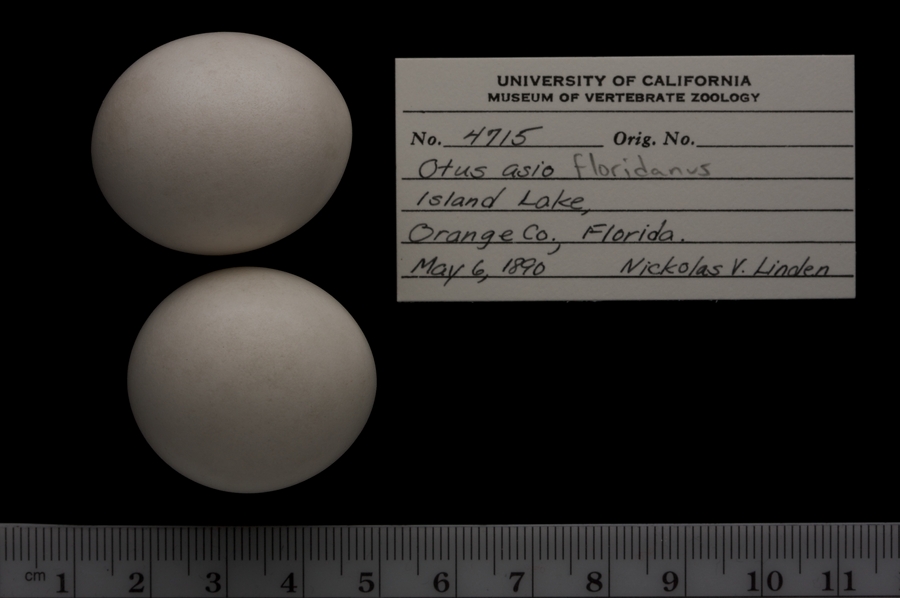 UNIVERSITY OF CALIFORNIA
MUSEUM OF VERTEBRATE ZOOLOGY
No. 4715 Orig. No.
Otus asio floridanus
Island Lake,
Orange Co., Florida.
May 6, 1890 Nickolas V. Linden
cm 1 2 3 4 5 6 7 8 9 10 11